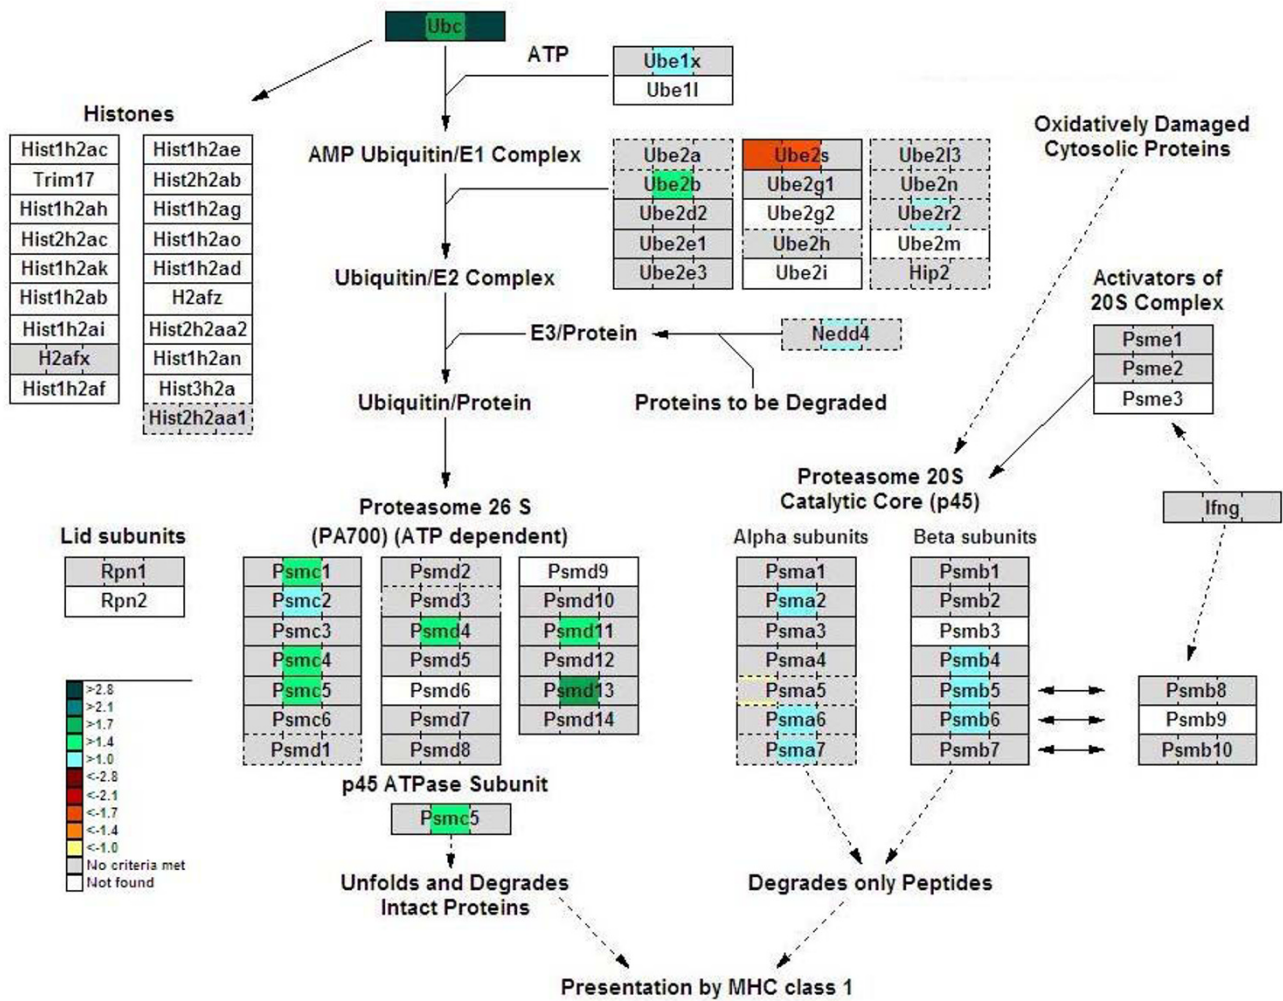 Ubc
ATP
Ube1x
Ube1l
Histones
Hist1h2ac
Trim17
Hist1h2ah
Hist2h2ac
Hist1h2ak
Hist1h2ab
Hist1h2ai
H2afx
Hist1h2af
Hist1h2ae
Hist2h2ab
Hist1h2ag
Hist1h2ao
Hist1h2ad
H2afz
Hist2h2aa2
Hist1h2an
Hist3h2a
Hist2h2aa1
AMP Ubiquitin/E1 Complex
Ube2a
Ube2b
Ube2d2
Ube2e1
Ube2e3
Ube2s
Ube2g1
Ube2g2
Ube2h
Ube2i
Ube2l3
Ube2n
Ube2r2
Ube2m
Hip2
Oxidatively Damaged
Cytosolic Proteins
Ubiquitin/E2 Complex
E3/Protein
Nedd4
Ubiquitin/Protein
Proteins to be Degraded
Activators of
20S Complex
Psme1
Psme2
Psme3
Ifng
Lid subunits
Rpn1
Rpn2
Proteasome 26 S
(PA700) (ATP dependent)
Psmc1
Psmc2
Psmc3
Psmc4
Psmc5
Psmc6
Psmd1
Psmd2
Psmd3
Psmd4
Psmd5
Psmd6
Psmd7
Psmd8
Psmd9
Psmd10
Psmd11
Psmd12
Psmd13
Psmd14
Proteasome 20S
Catalytic Core (p45)
Alpha subunits
Psma1
Psma2
Psma3
Psma4
Psma5
Psma6
Psma7
Beta subunits
Psmb1
Psmb2
Psmb3
Psmb4
Psmb5
Psmb6
Psmb7
Psmb8
Psmb9
Psmb10
>2.8
>2.1
>1.7
>1.4
>1.0
<-2.8
<-2.1
<-1.7
<-1.4
<-1.0
No criteria met
Not found
p45 ATPase Subunit
Psmc5
Unfolds and Degrades
Intact Proteins
Degrades only Peptides
Presentation by MHC class 1